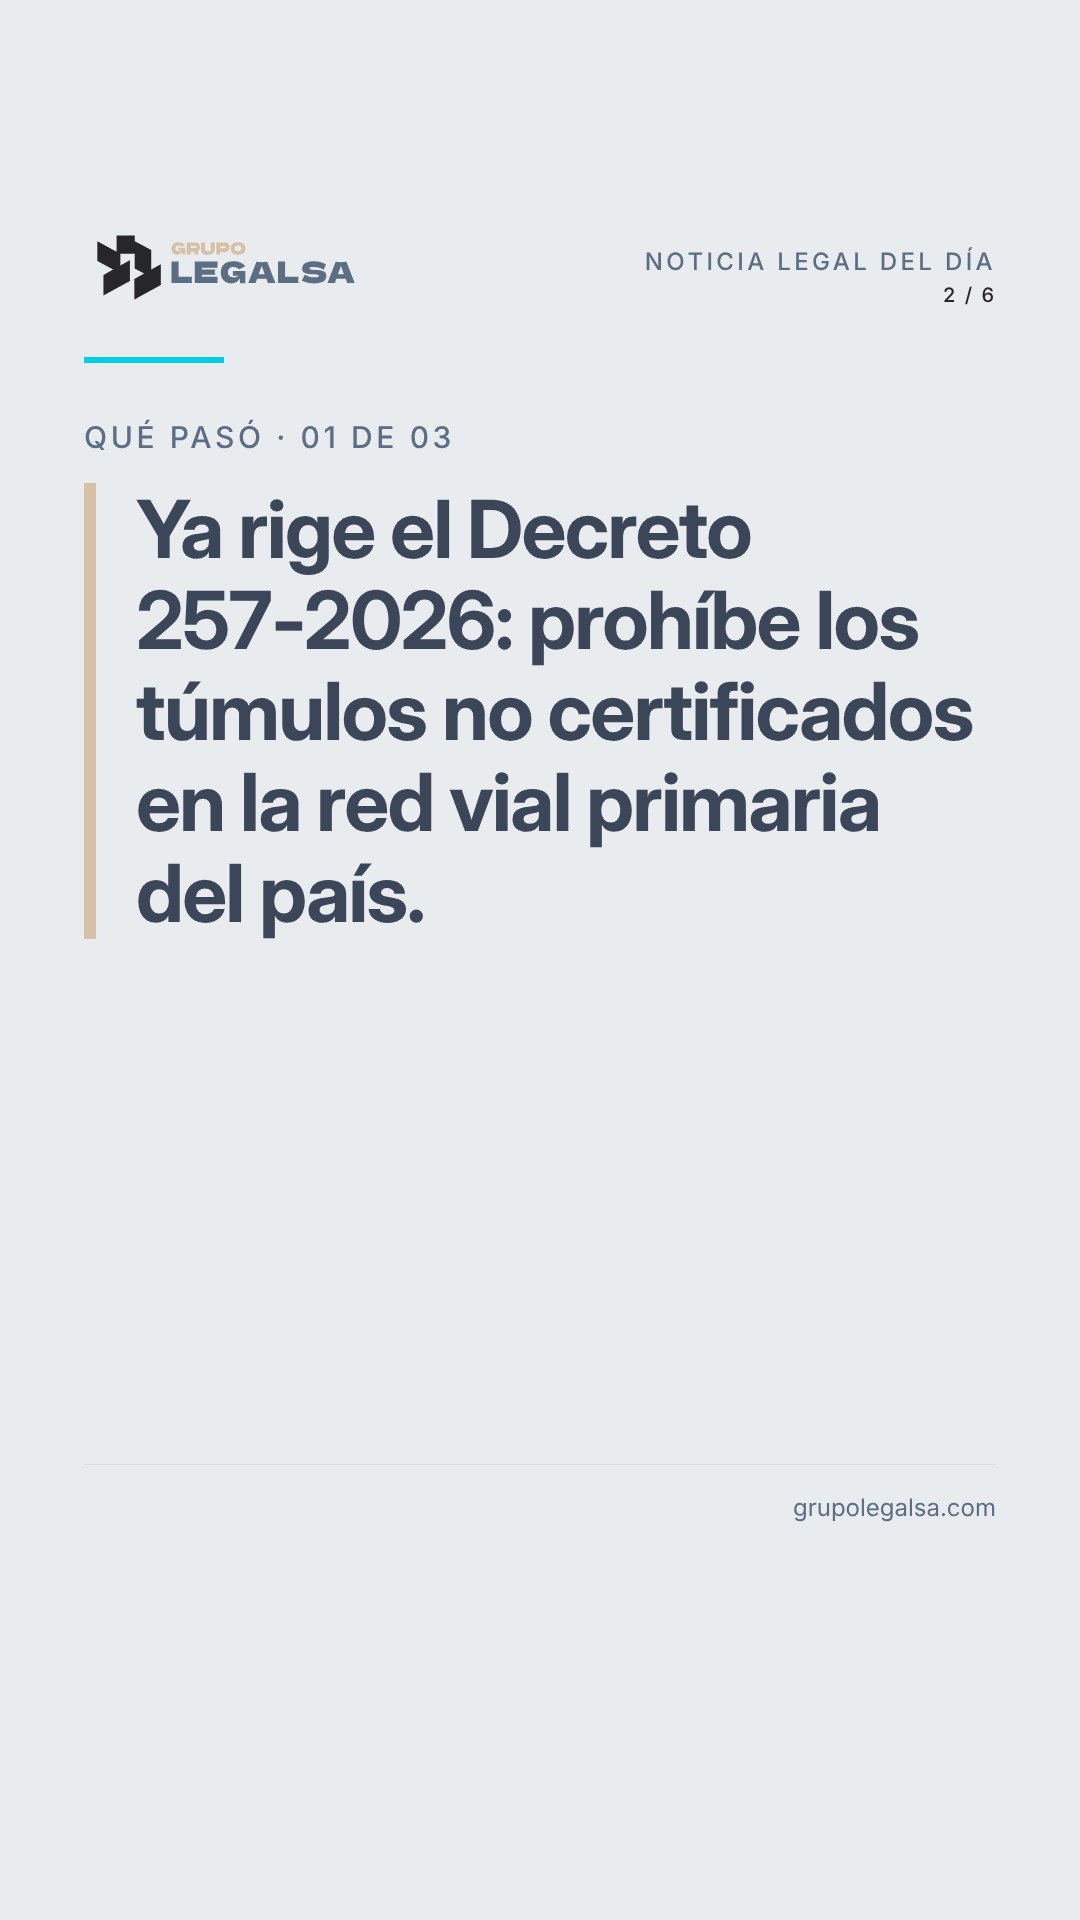 GRUPO
LEGALSA
NOTICIA LEGAL DEL DÍA
2 / 6
QUÉ PASÓ · 01 DE 03
Ya rige el Decreto
257-2026: prohíbe los
túmulos no certificados
en la red vial primaria
del país.
grupolegalsa.com